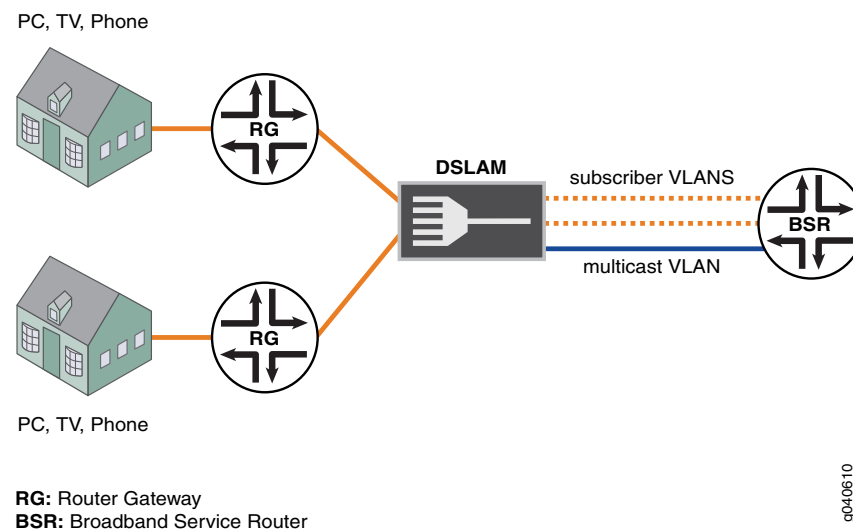 PC, TV, Phone
RG
DSLAM
subscriber VLANS
BSR
multicast VLAN
RG
PC, TV, Phone
RG: Router Gateway
BSR: Broadband Service Router
g040610